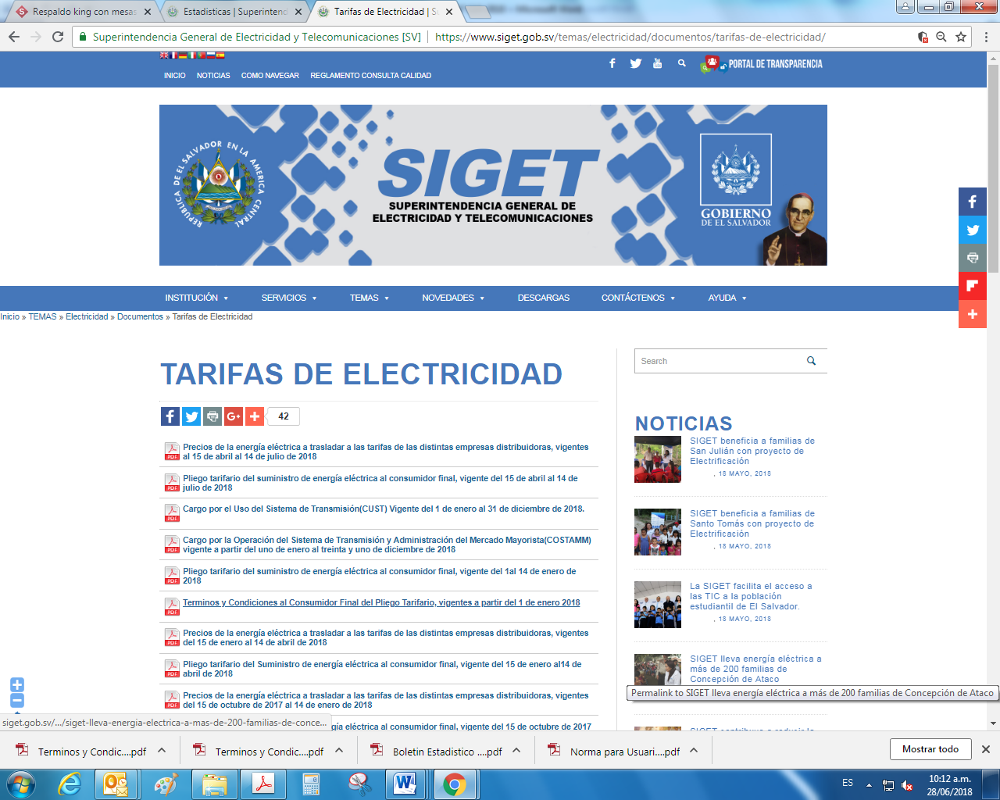 Respaldo king con mesas
Estadisticas | Superintend
Tarifas de Electricidad | Su
Superintendencia General de Electricidad y Telecomunicaciones [SV]
https://www.siget.gob.sv/temas/electricidad/documentos/tarifas-de-electricidad/
INICIO NOTICIAS COMO NAVEGAR REGLAMENTO CONSULTA CALIDAD
PORTAL DE TRANSPARENCIA
REPUBLICA DE EL SALVADOR EN LA AMERICA CENTRAL
SIGET
SUPERINTENDENCIA GENERAL DE
ELECTRICIDAD Y TELECOMUNICACIONES
GOBIERNO
DE EL SALVADOR
INSTITUCIÓN SERVICIOS TEMAS NOVEDADES DESCARGAS CONTÁCTENOS AYUDA
Inicio » TEMAS » Electricidad » Documentos » Tarifas de Electricidad
TARIFAS DE ELECTRICIDAD
42
Precios de la energía eléctrica a trasladar a las tarifas de las distintas empresas distribuidoras, vigentes
al 15 de abril al 14 de julio de 2018
Pliego tarifario del suministro de energía eléctrica al consumidor final, vigente del 15 de abril al 14 de
julio de 2018
Cargo por el Uso del Sistema de Transmisión(CUST) Vigente del 1 de enero al 31 de diciembre de 2018.
Cargo por la Operación del Sistema de Transmisión y Administración del Mercado Mayorista(COSTAMM)
vigente a partir del uno de enero al treinta y uno de diciembre de 2018
Pliego tarifario del suministro de energía eléctrica al consumidor final, vigente del 1al 14 de enero de
2018
Terminos y Condiciones al Consumidor Final del Pliego Tarifario, vigentes a partir del 1 de enero 2018
Precios de la energía eléctrica a trasladar a las tarifas de las distintas empresas distribuidoras, vigentes
del 15 de enero al 14 de abril de 2018
Pliego tarifario del Suministro de energía eléctrica al consumidor final, vigente del 15 de enero al14 de
abril de 2018
Precios de la energía eléctrica a trasladar a las tarifas de las distintas empresas distribuidoras, vigentes
del 15 de octubre de 2017 al 14 de enero de 2018
gía eléctrica al consumidor final, vigente del 15 de octubre de 2017
Search
NOTICIAS
SIGET beneficia a familias de
San Julián con proyecto de
Electrificación
, 18 MAYO, 2018
SIGET beneficia a familias de
Santo Tomás con proyecto de
Electrificación
, 18 MAYO, 2018
La SIGET facilita el acceso a
las TIC a la población
estudiantil de El Salvador.
, 18 MAYO, 2018
SIGET lleva energía eléctrica a
más de 200 familias de
Concepción de Ataco
Permalink to SIGET lleva energía eléctrica a más de 200 familias de Concepción de Ataco
SIGET contribuye a reducir la
siget.gob.sv/.../siget-lleva-energia-electrica-a-mas-de-200-familias-de-conce...
Terminos y Condic....pdf
Terminos y Condic....pdf
Boletin Estadistico ....pdf
Norma para Usuari....pdf
Mostrar todo
ES
10:12 a.m.
28/06/2018